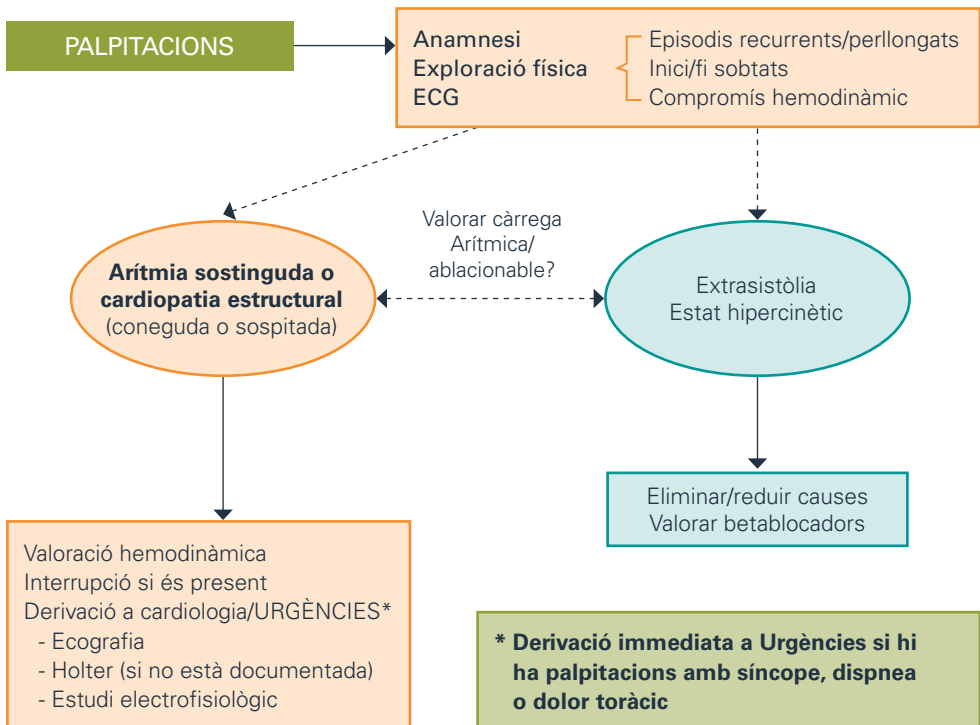 PALPITACIONS
Anamnesi
Exploració física
ECG
Episodis recurrents/perllongats
Inici/fi sobtats
Compromís hemodinàmic
Valorar càrrega
Arítmica/
ablacionable?
Arítmia sostinguda o
cardiopatia estructural
(coneguda o sospitada)
Extrasistòlia
Estat hipercinètic
Eliminar/reduir causes
Valorar betablocadors
Valoració hemodinàmica
Interrupció si és present
Derivació a cardiologia/URGÈNCIES*
- Ecografia
- Holter (si no està documentada)
- Estudi electrofisiològic
* Derivació immediata a Urgències si hi
ha palpitacions amb síncope, dispnea
o dolor toràcic